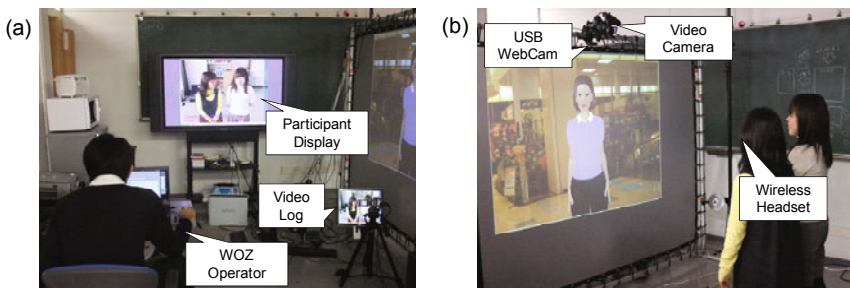 (a)
Participant
Display
Video
Log
WOZ
Operator
(b)
USB
WebCam
Video
Camera
Wireless
Headset